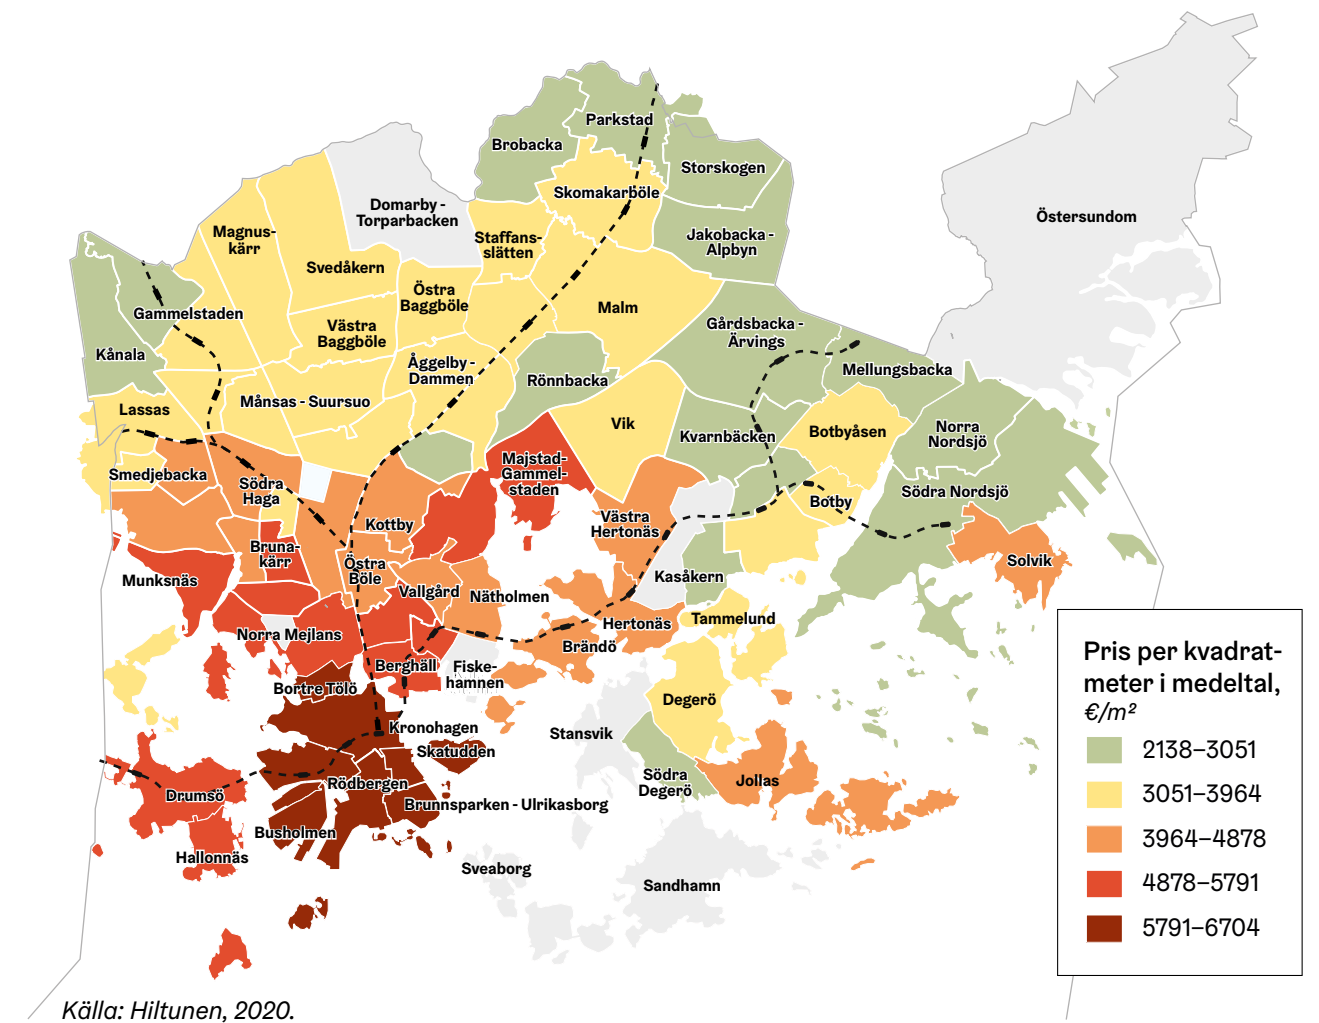 Parkstad
Brobacka
Storskogen
Skomakarböle
Domarby -
Torparbacken
Östersundom
Magnus-
kärr
Staffans-
slätten
Jakobacka -
Alpbyn
Svedåkern
Östra
Baggböle
Gammelstaden
Malm
Västra
Baggböle
Gårdsbacka -
Ärvings
Kånala
Åggelby -
Dammen
Rönnbacka
Mellungsbacka
Lassas
Månsas - Suursuo
Vik
Kvarnbäcken
Botbyåsen
Norra
Nordsjö
Smedjebacka
Södra
Haga
Majstad-
Gammel-
staden
Södra Nordsjö
Botby
Kottby
Västra
Hertonäs
Bruna-
kärr
Solvik
Munksnäs
Östra
Böle
Kasåkern
Vallgård
Nätholmen
Tammelund
Norra Mejlans
Hertonäs
Brändö
Berghäll
Fiske-
hamnen
Bortre Tölö
Degerö
Kronohagen
Stansvik
Skatudden
Rödbergen
Södra
Degerö
Jollas
Drumsö
Brunnsparken - Ulrikasborg
Busholmen
Hallonnäs
Sveaborg
Sandhamn
Pris per kvadrat-
meter i medeltal,
€/m²
2138–3051
3051–3964
3964–4878
4878–5791
5791–6704
Källa: Hiltunen, 2020.